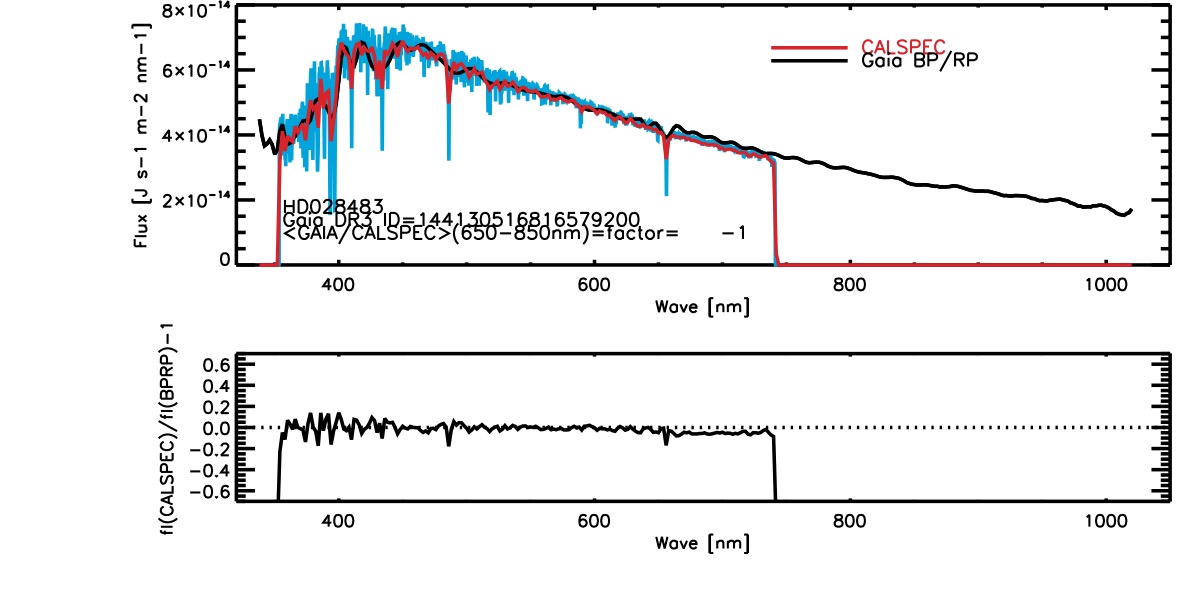 8×10⁻¹⁴
6×10⁻¹⁴
4×10⁻¹⁴
2×10⁻¹⁴
0
Flux [J s−1 m−2 nm−1]
CALSPEC
Gaia BP/RP
HD028483
Gaia DR3 ID=144130516816579200
<GAIA/CALSPEC>(650−850nm)=factor= −1
400 600 800 1000
Wave [nm]
fl(CALSPEC)/fl(BPRP)−1
0.6
0.4
0.2
0.0
−0.2
−0.4
−0.6
400 600 800 1000
Wave [nm]